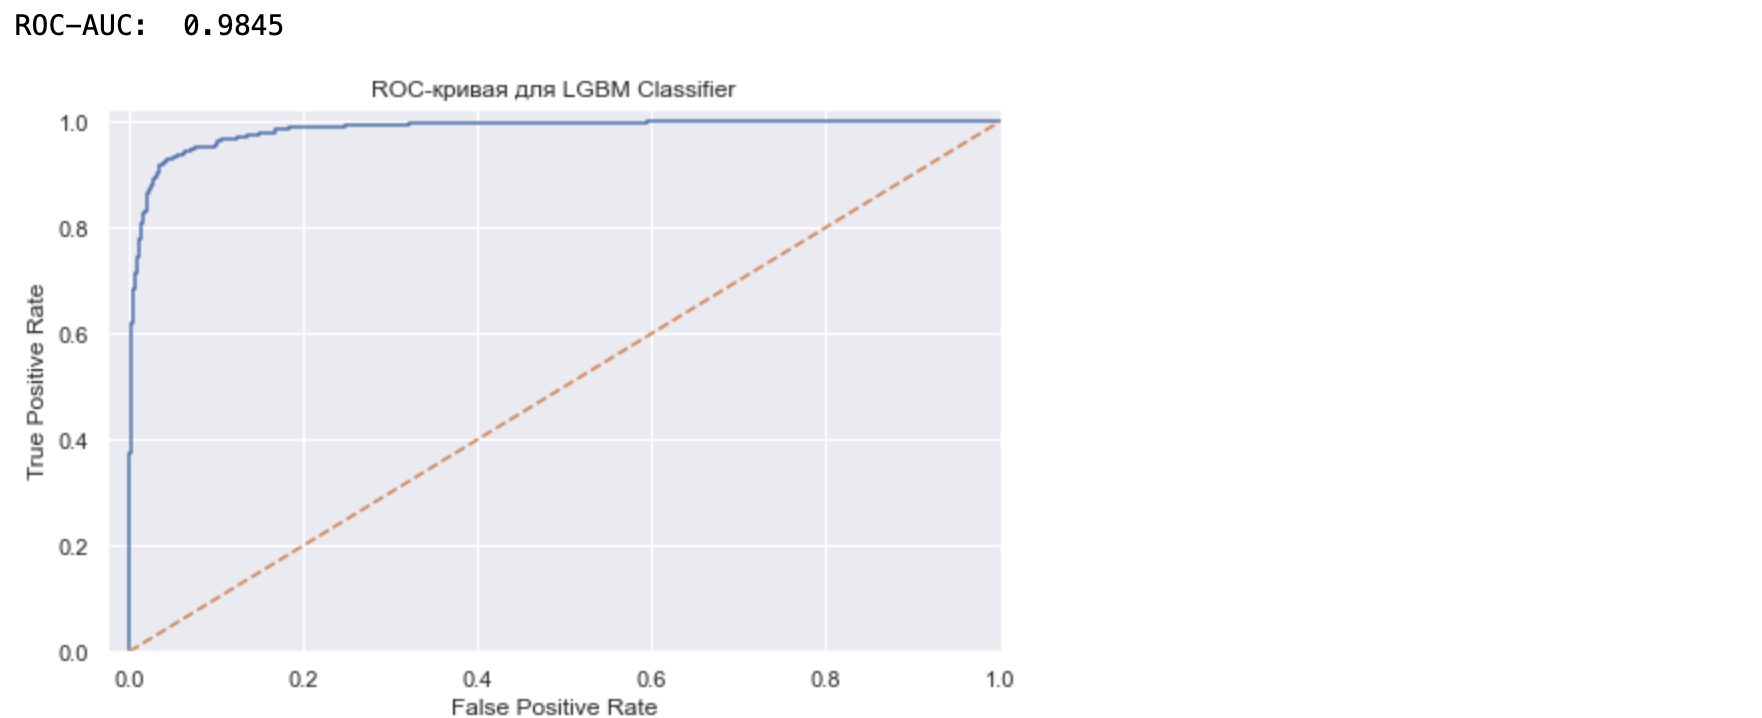 ROC-AUC:  0.9845
ROC-кривая для LGBM Classifier
1.0
0.8
0.6
0.4
0.2
0.0
True Positive Rate
0.0 0.2 0.4 0.6 0.8 1.0
False Positive Rate